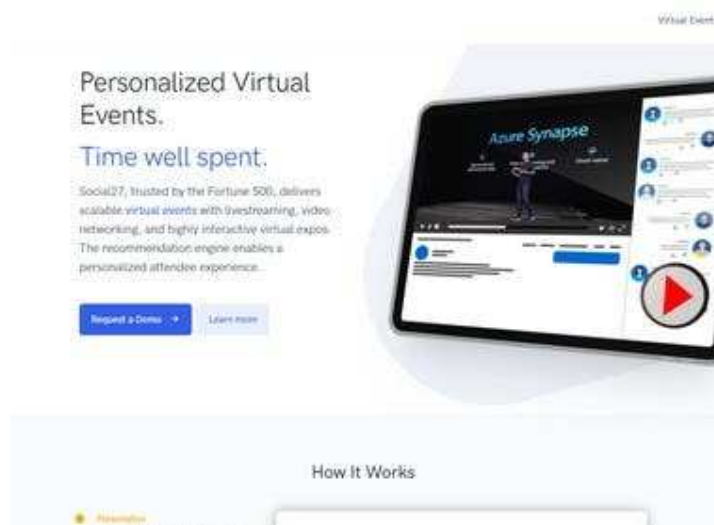 Virtual Event
Personalized Virtual
Events.
Time well spent.
Social27, trusted by the Fortune 500, delivers
scalable virtual events with livestreaming, video
networking, and highly interactive virtual expos.
The recommendation engine enables a
personalized attendee experience.
Request a Demo →
Learn more
Azure Synapse
How It Works
Presentation